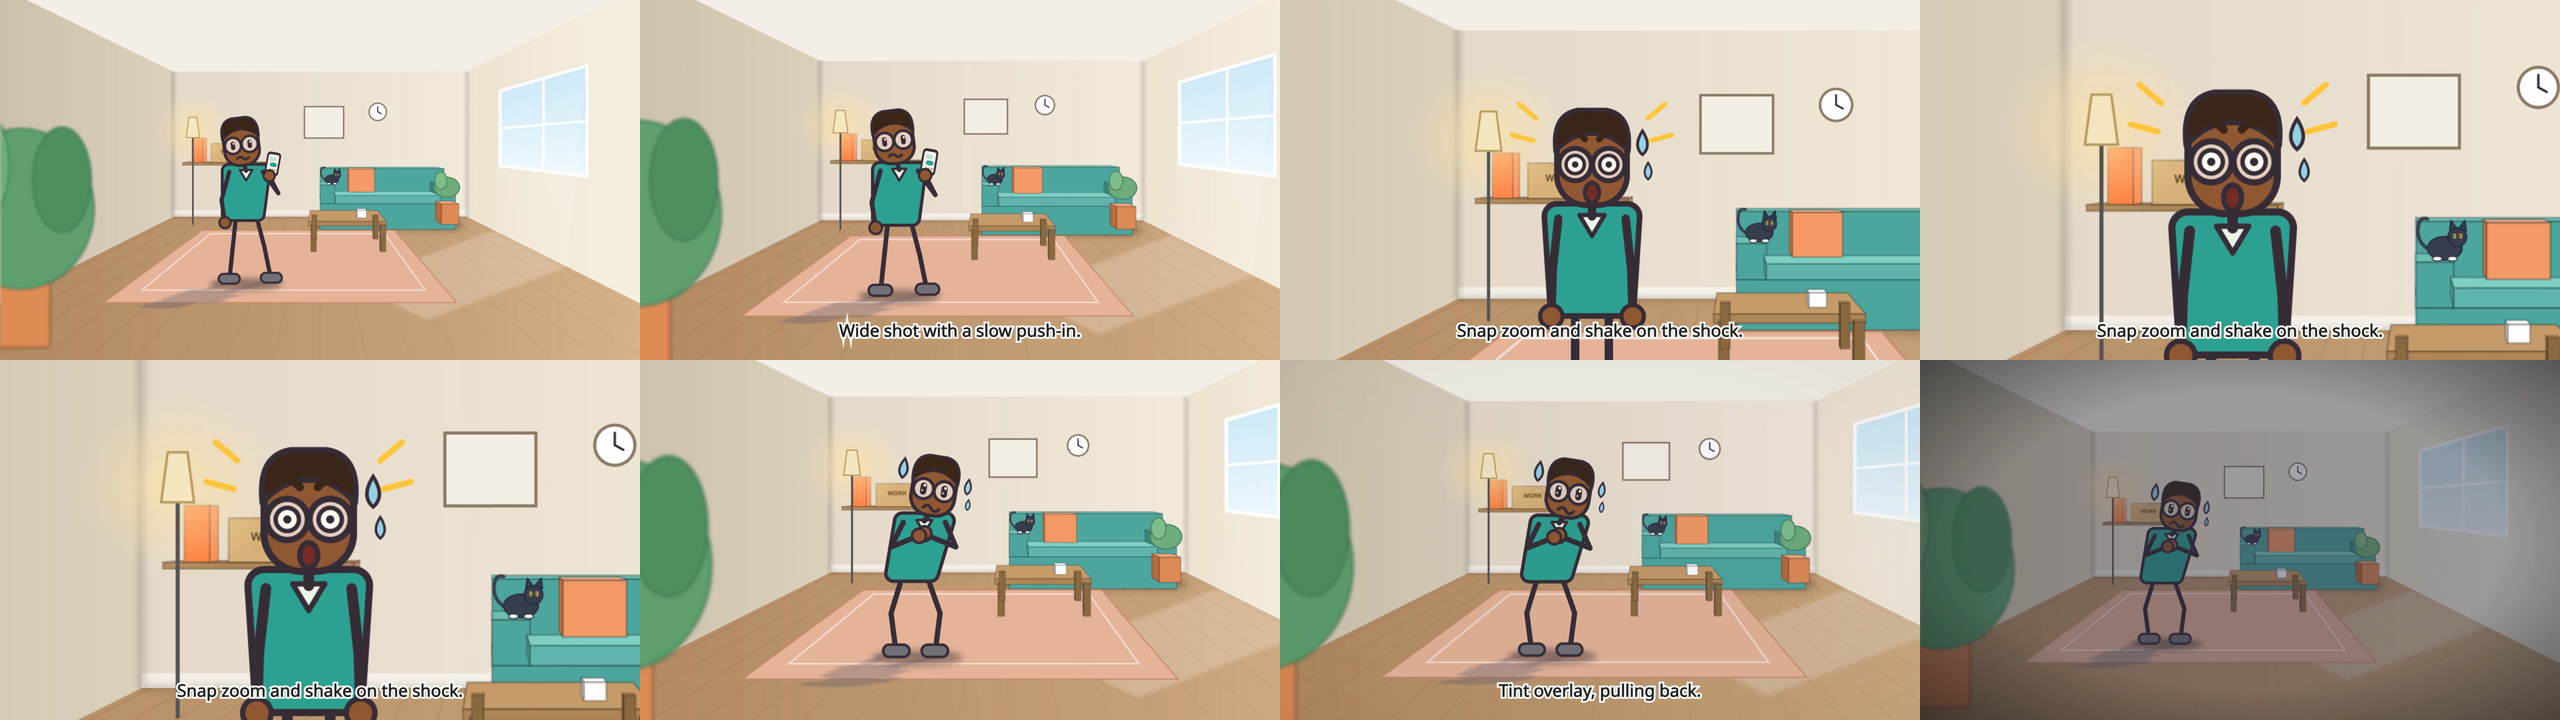 Wide shot with a slow push-in.
Snap zoom and shake on the shock.
Snap zoom and shake on the shock.
Snap zoom and shake on the shock.
WORK
WORK
Tint overlay, pulling back.
WORK